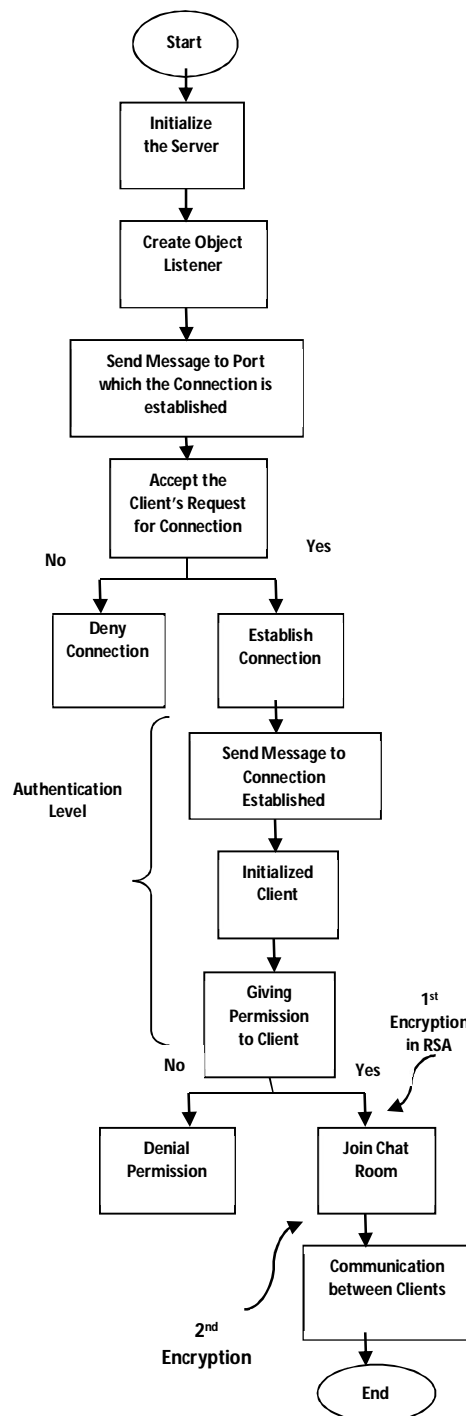 Start
Initialize
the Server
Create Object
Listener
Send Message to Port
which the Connection is
established
Accept the
Client's Request
for Connection
No
Yes
Deny
Connection
Establish
Connection
Authentication
Level
Send Message to
Connection
Established
Initialized
Client
Giving
Permission
to Client
1st
Encryption
in RSA
No
Yes
Denial
Permission
Join Chat
Room
Communication
between Clients
2nd
Encryption
End